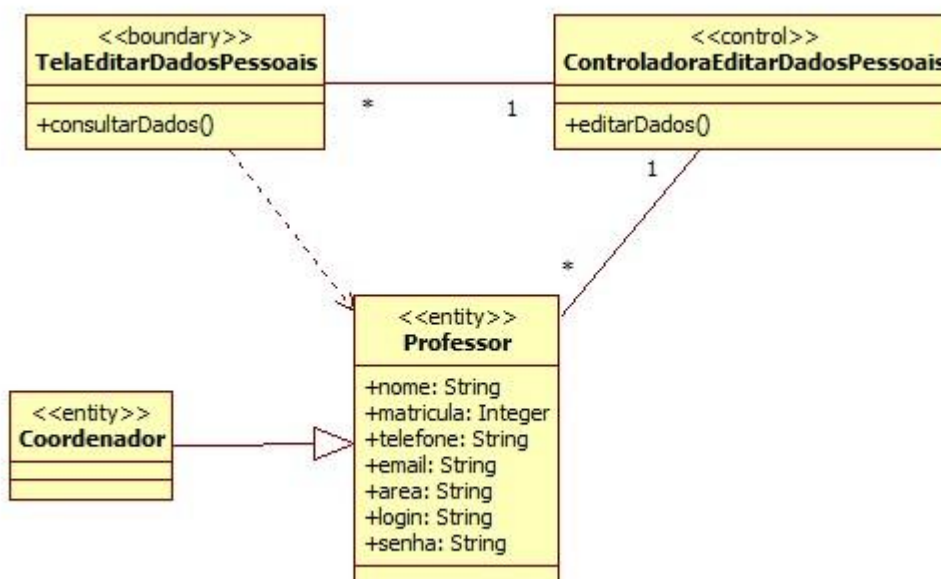 <<boundary>>
TelaEditarDadosPessoais
+consultarDados()
<<control>>
ControladoraEditarDadosPessoais
+editarDados()
*
1
1
*
<<entity>>
Professor
+nome: String
+matricula: Integer
+telefone: String
+email: String
+area: String
+login: String
+senha: String
<<entity>>
Coordenador